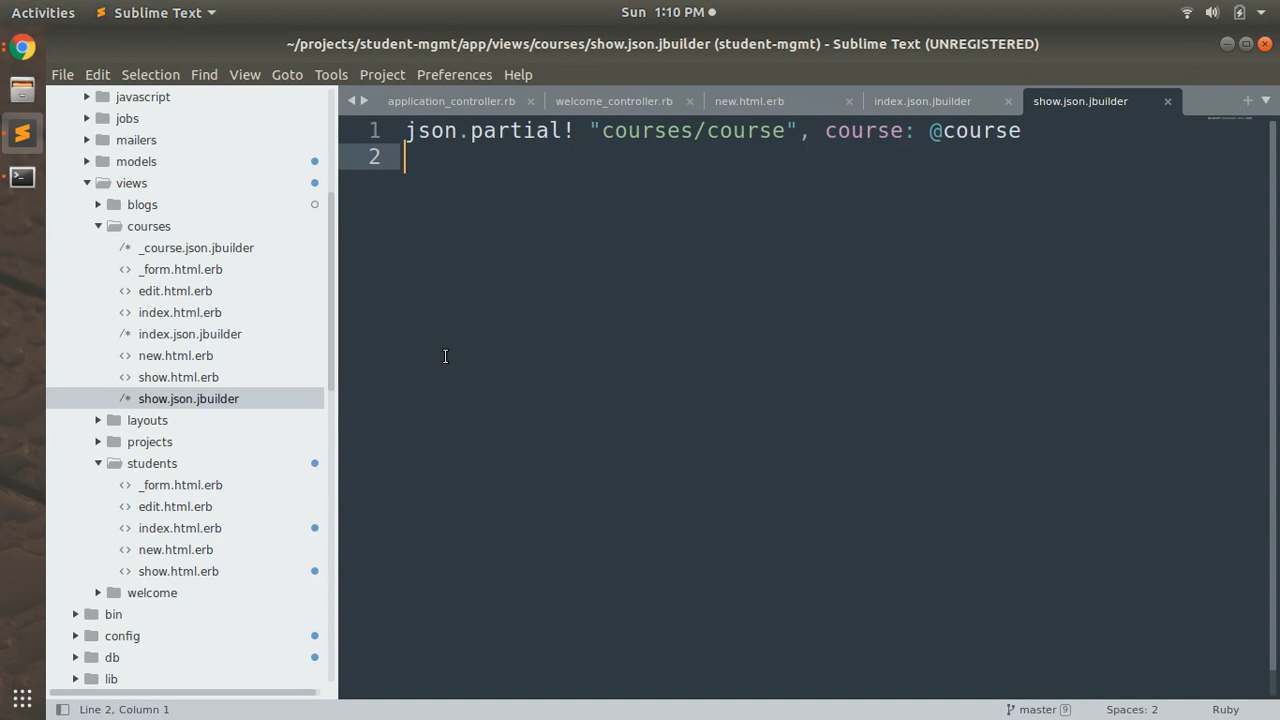 Activities Sublime Text Sun 1:10 PM
~/projects/student-mgmt/app/views/courses/show.json.jbuilder (student-mgmt) - Sublime Text (UNREGISTERED)
File Edit Selection Find View Goto Tools Project Preferences Help
application_controller.rb welcome_controller.rb new.html.erb index.json.jbuilder show.json.jbuilder
javascript
jobs
mailers
models
views
blogs
courses
_course.json.jbuilder
_form.html.erb
edit.html.erb
index.html.erb
index.json.jbuilder
new.html.erb
show.html.erb
show.json.jbuilder
layouts
projects
students
_form.html.erb
edit.html.erb
index.html.erb
new.html.erb
show.html.erb
welcome
bin
config
db
lib
1 json.partial! "courses/course", course: @course
2
Line 2, Column 1 master 9 Spaces: 2 Ruby